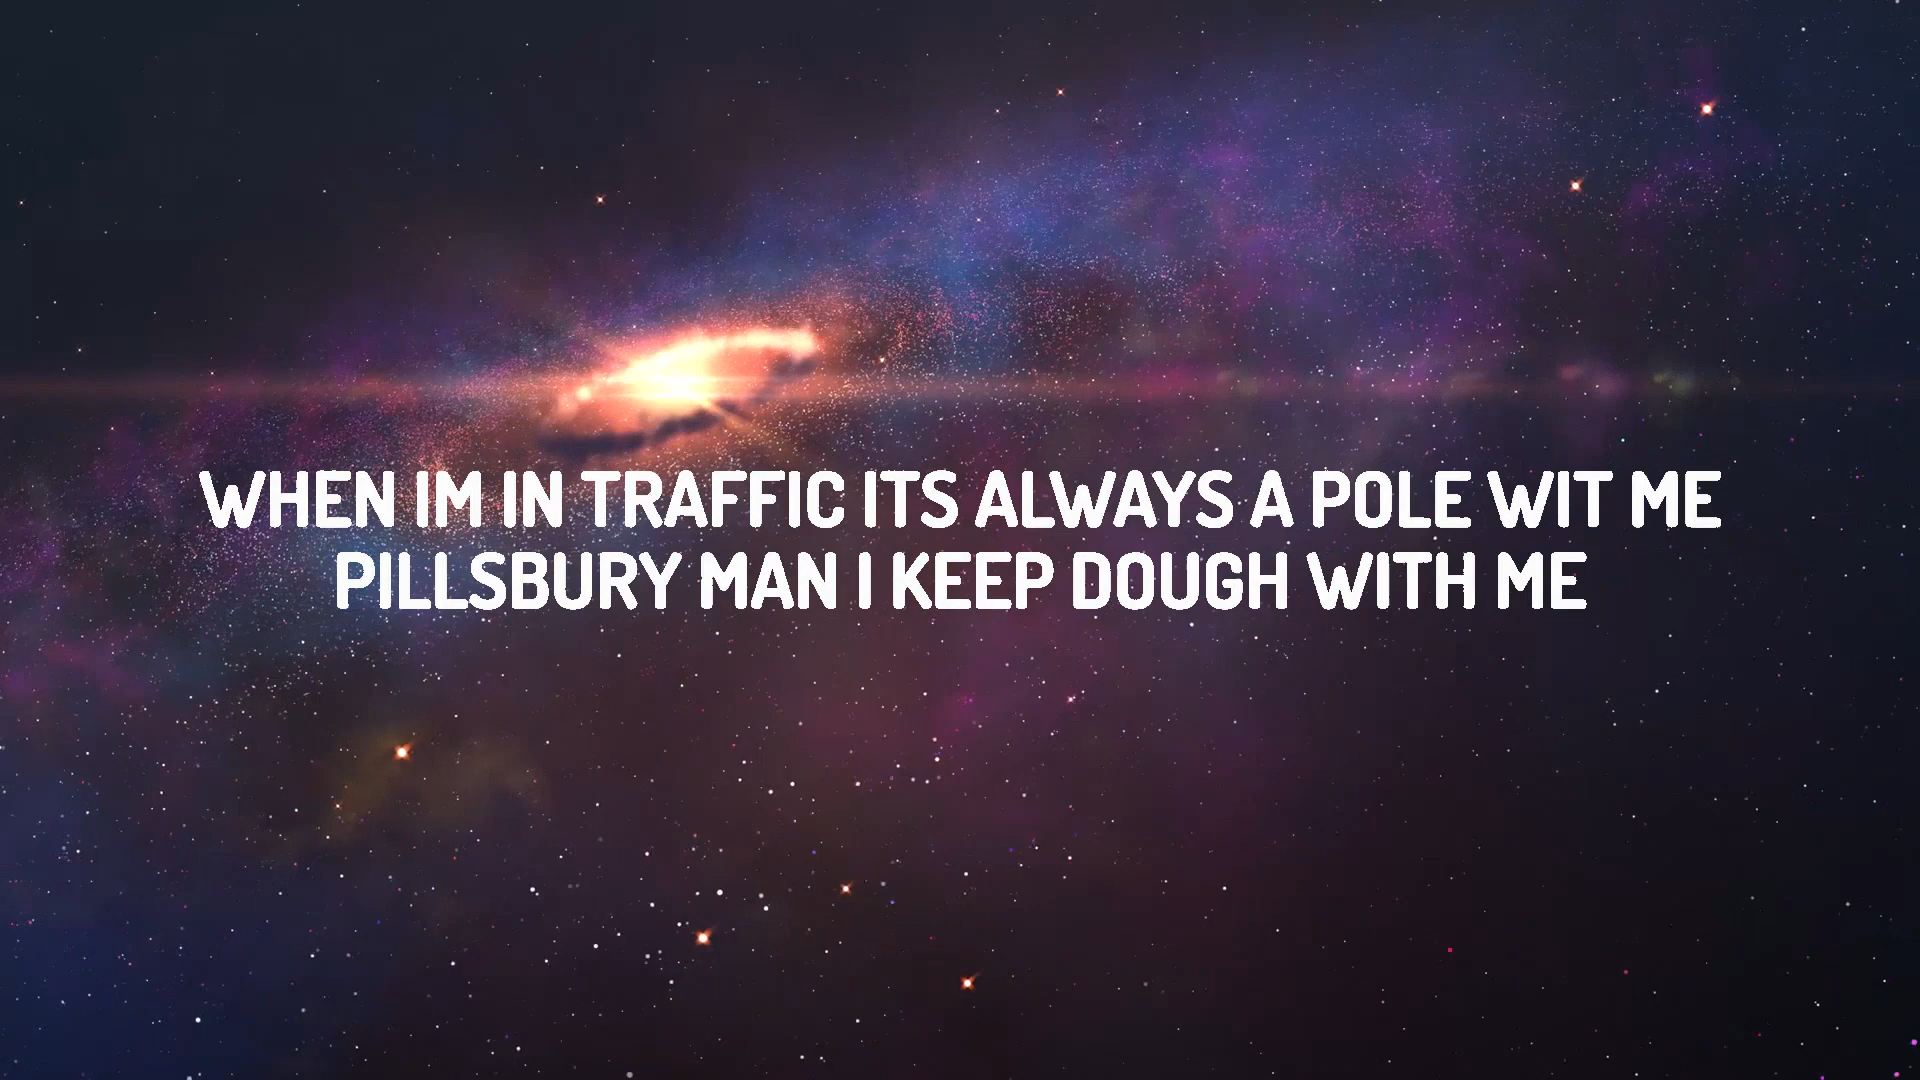 WHEN IM IN TRAFFIC ITS ALWAYS A POLE WIT ME
PILLSBURY MAN I KEEP DOUGH WITH ME